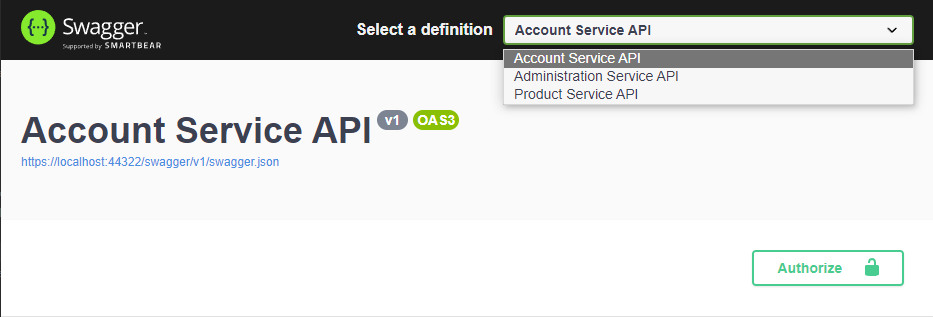 Swagger
Supported by SMARTBEAR
Select a definition
Account Service API
Account Service API
Administration Service API
Product Service API
Account Service API v1 OAS3
https://localhost:44322/swagger/v1/swagger.json
Authorize